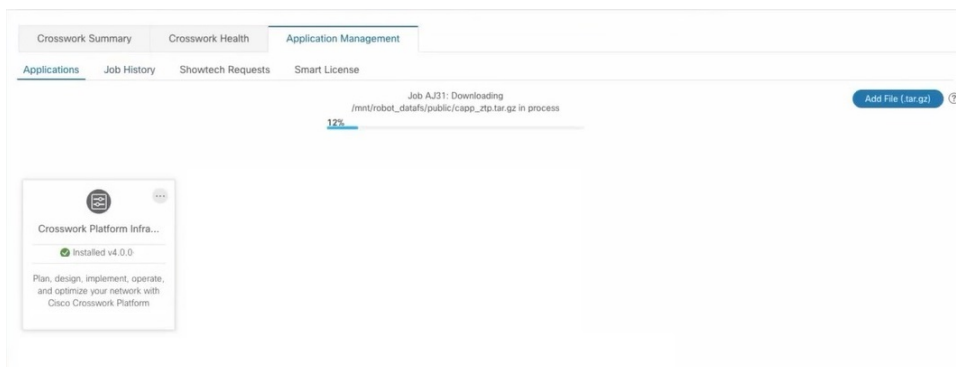 Crosswork Summary
Crosswork Health
Application Management
Applications
Job History
Showtech Requests
Smart License
Job AJ31: Downloading
/mnt/robot_datafs/public/capp_ztp.tar.gz in process
12%
Add File (.tar.gz)
?
...
Crosswork Platform Infra...
Installed v4.0.0
Plan, design, implement, operate,
and optimize your network with
Cisco Crosswork Platform